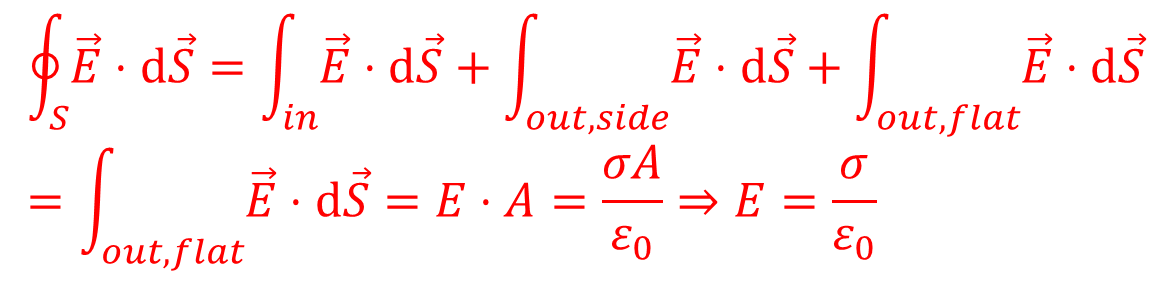 ∮_S E⃗ · dS⃗ = ∫_in E⃗ · dS⃗ + ∫_out,side E⃗ · dS⃗ + ∫_out,flat E⃗ · dS⃗
= ∫_out,flat E⃗ · dS⃗ = E · A = σA/ε₀ ⇒ E = σ/ε₀